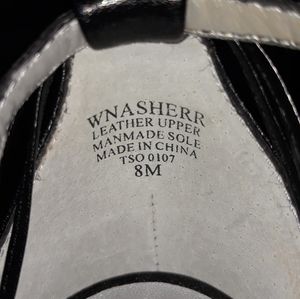 WNASHERR
LEATHER UPPER
MANMADE SOLE
MADE IN CHINA
TSO 0107
8M